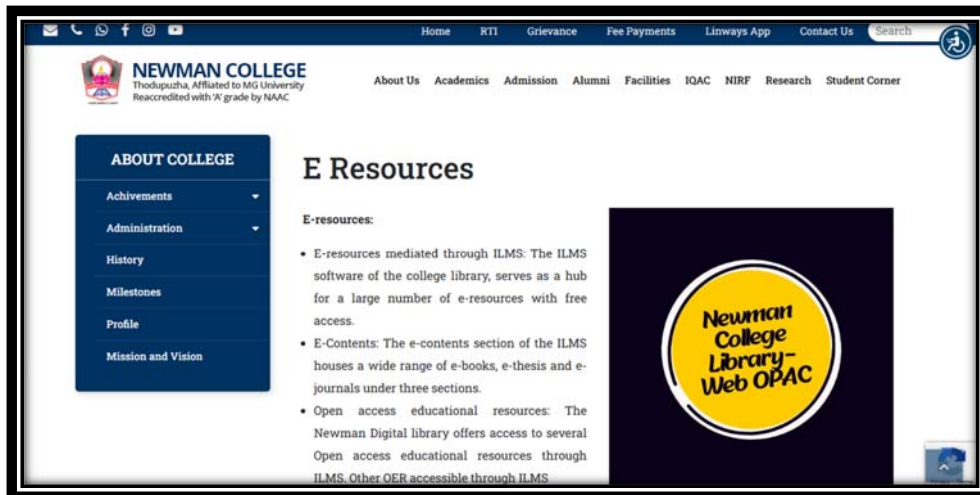 Home RTI Grievance Fee Payments Linways App Contact Us Search
NEWMAN COLLEGE
Thodupuzha, Affliated to MG University
Reaccredited with 'A' grade by NAAC
About Us Academics Admission Alumni Facilities IQAC NIRF Research Student Corner
ABOUT COLLEGE
Achivements
Administration
History
Milestones
Profile
Mission and Vision
E Resources
E-resources:
• E-resources mediated through ILMS: The ILMS
software of the college library, serves as a hub
for a large number of e-resources with free
access.
• E-Contents: The e-contents section of the ILMS
houses a wide range of e-books, e-thesis and e-
journals under three sections.
• Open access educational resources: The
Newman Digital library offers access to several
Open access educational resources through
ILMS. Other OER accessible through ILMS
Newman
College
Library-
Web OPAC